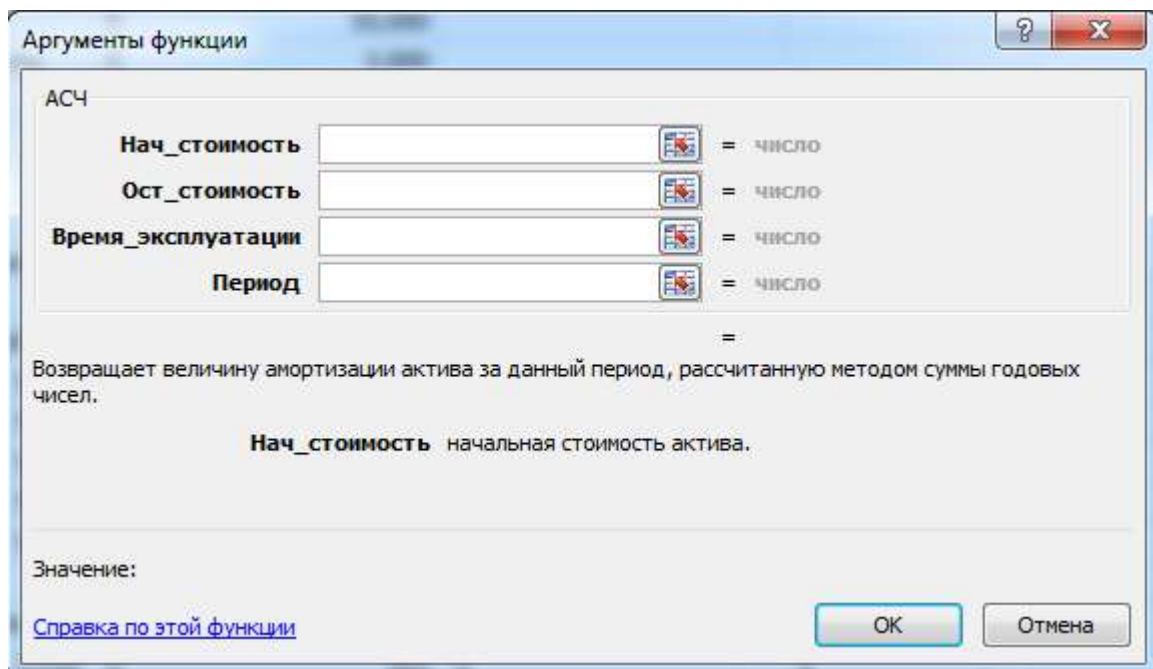 Аргументы функции
АСЧ
Нач_стоимость = число
Ост_стоимость = число
Время_эксплуатации = число
Период = число
=
Возвращает величину амортизации актива за данный период, рассчитанную методом суммы годовых
чисел.
Нач_стоимость начальная стоимость актива.
Значение:
Справка по этой функции
ОК
Отмена